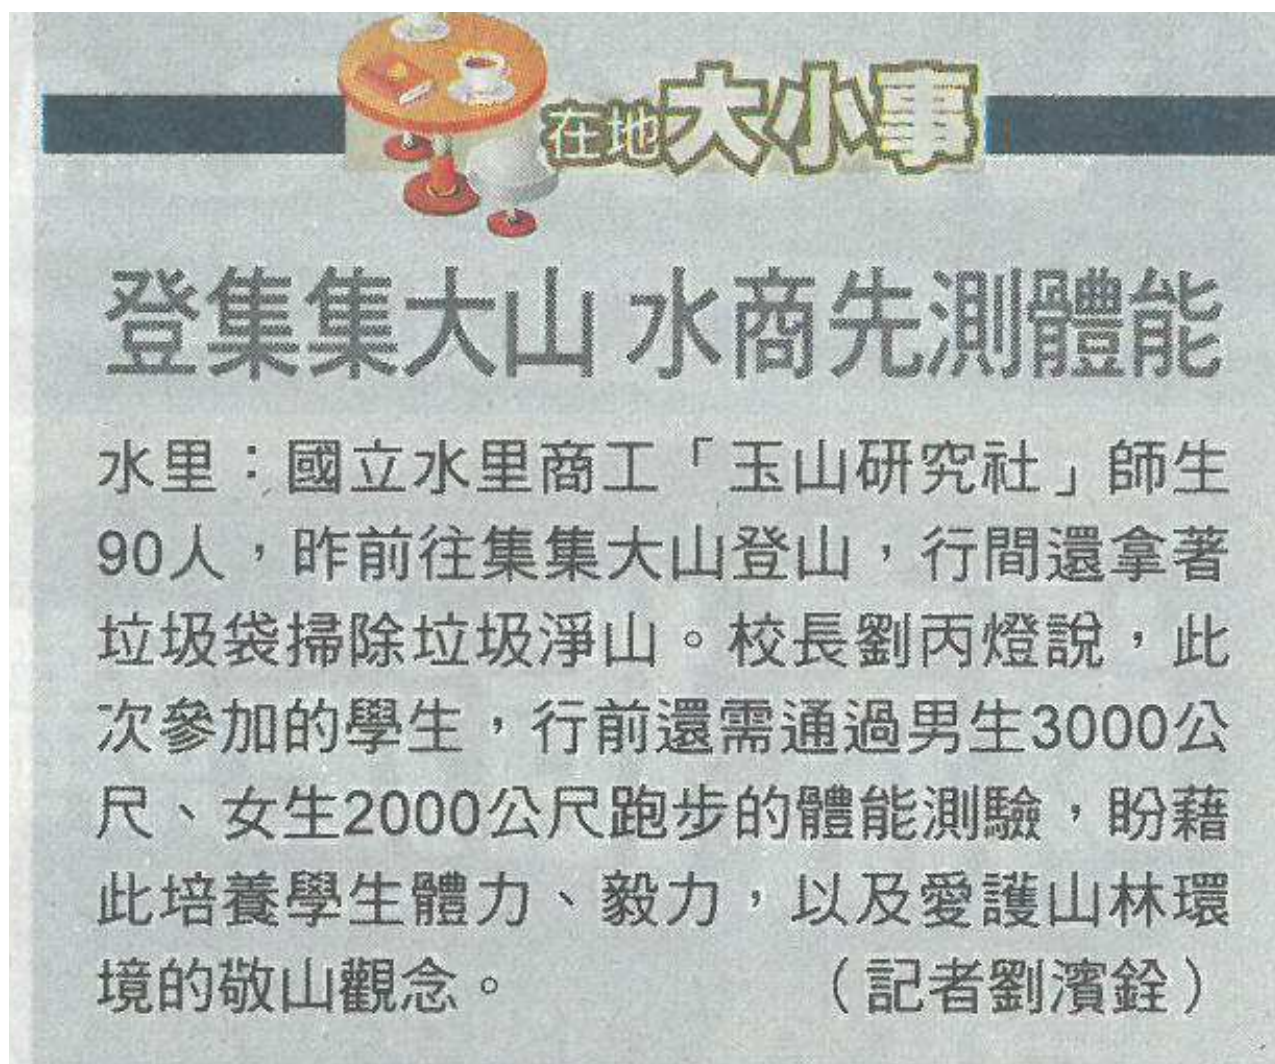 在地大小事
登集集大山 水商先測體能
水里：國立水里商工「玉山研究社」師生
90人，昨前往集集大山登山，行間還拿著
垃圾袋掃除垃圾淨山。校長劉丙燈說，此
次參加的學生，行前還需通過男生3000公
尺、女生2000公尺跑步的體能測驗，盼藉
此培養學生體力、毅力，以及愛護山林環
境的敬山觀念。（記者劉濱銓）